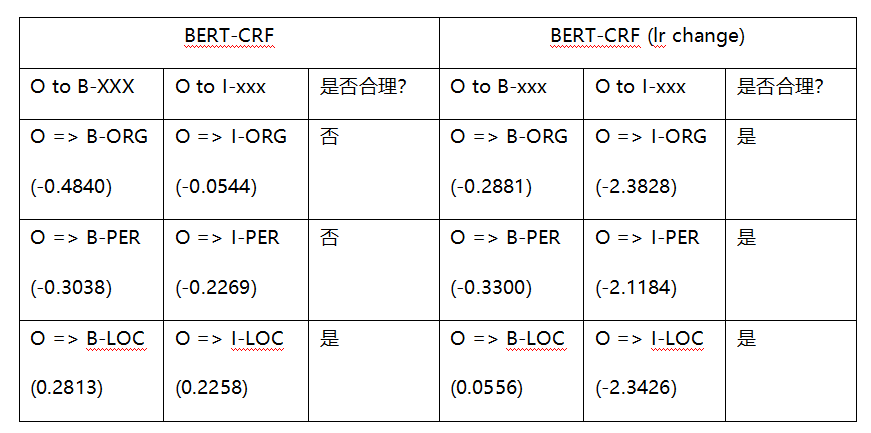 BERT-CRF BERT-CRF (lr change)
O to B-XXX O to I-xxx 是否合理? O to B-xxx O to I-xxx 是否合理?
O => B-ORG O => I-ORG 否 O => B-ORG O => I-ORG 是
(-0.4840) (-0.0544) (-0.2881) (-2.3828)
O => B-PER O => I-PER 否 O => B-PER O => I-PER 是
(-0.3038) (-0.2269) (-0.3300) (-2.1184)
O => B-LOC O => I-LOC 是 O => B-LOC O => I-LOC 是
(0.2813) (0.2258) (0.0556) (-2.3426)